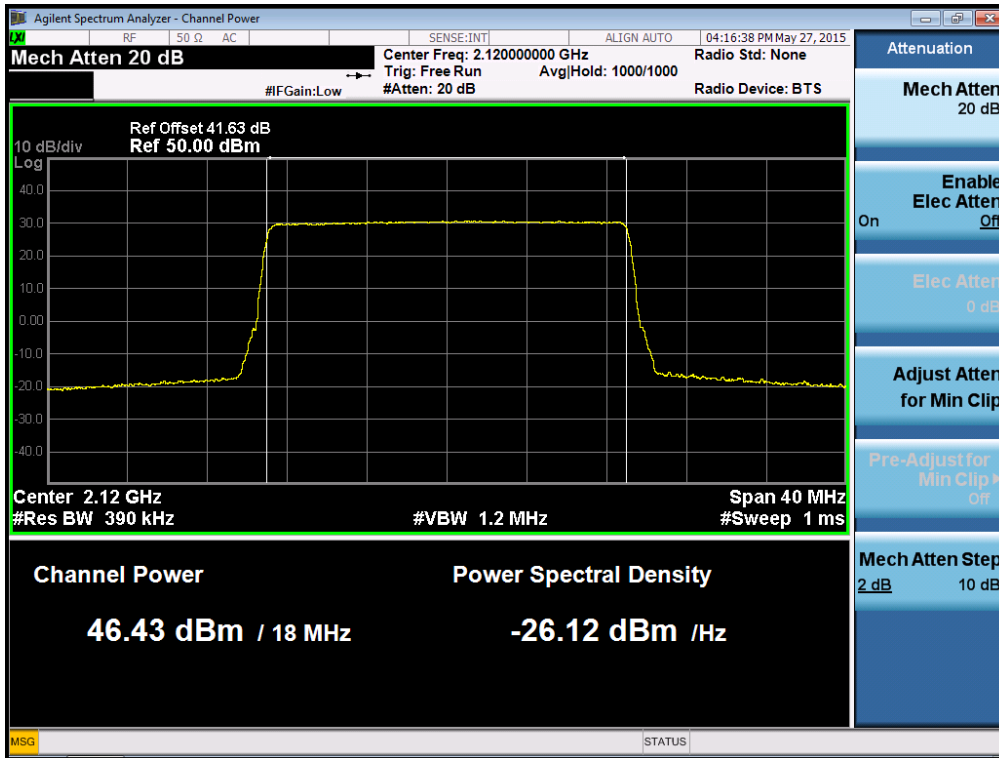 Agilent Spectrum Analyzer - Channel Power
LXI RF 50 Ω AC SENSE:INT ALIGN AUTO 04:16:38 PM May 27, 2015
Mech Atten 20 dB
Center Freq: 2.120000000 GHz
Radio Std: None
Trig: Free Run Avg|Hold: 1000/1000
#IFGain:Low
#Atten: 20 dB
Radio Device: BTS
Ref Offset 41.63 dB
10 dB/div Ref 50.00 dBm
Log
40.0
30.0
20.0
10.0
0.00
-10.0
-20.0
-30.0
-40.0
Center 2.12 GHz
Span 40 MHz
#Res BW 390 kHz
#VBW 1.2 MHz
#Sweep 1 ms
Channel Power
Power Spectral Density
46.43 dBm / 18 MHz
-26.12 dBm /Hz
MSG
STATUS
Attenuation
Mech Atten
20 dB
Enable
Elec Atten
On Off
Elec Atten
0 dB
Adjust Atten
for Min Clip
Pre-Adjust for
Min Clip
Off
Mech Atten Step
2 dB 10 dB